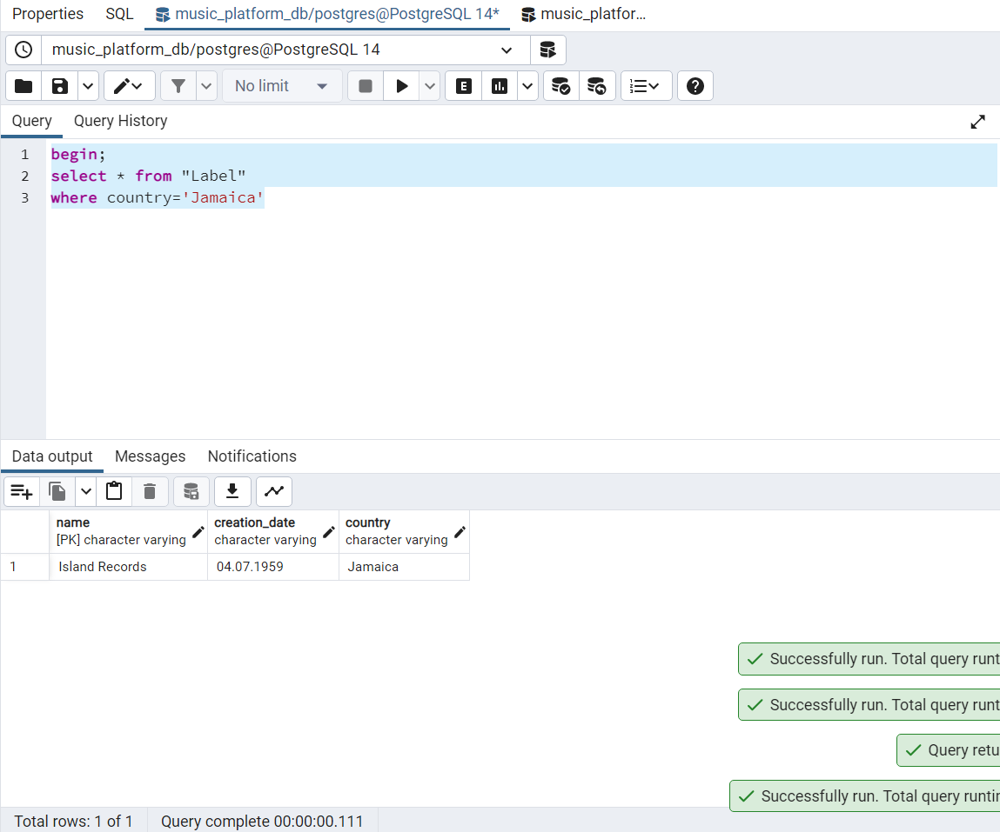 Properties SQL music_platform_db/postgres@PostgreSQL 14* music_platfor...
music_platform_db/postgres@PostgreSQL 14
No limit E ?
Query Query History
1 begin;
2 select * from "Label"
3 where country='Jamaica'
Data output Messages Notifications
name creation_date country
[PK] character varying character varying character varying
1 Island Records 04.07.1959 Jamaica
Successfully run. Total query runt
Successfully run. Total query runt
Query retu
Successfully run. Total query runtin
Total rows: 1 of 1 Query complete 00:00:00.111